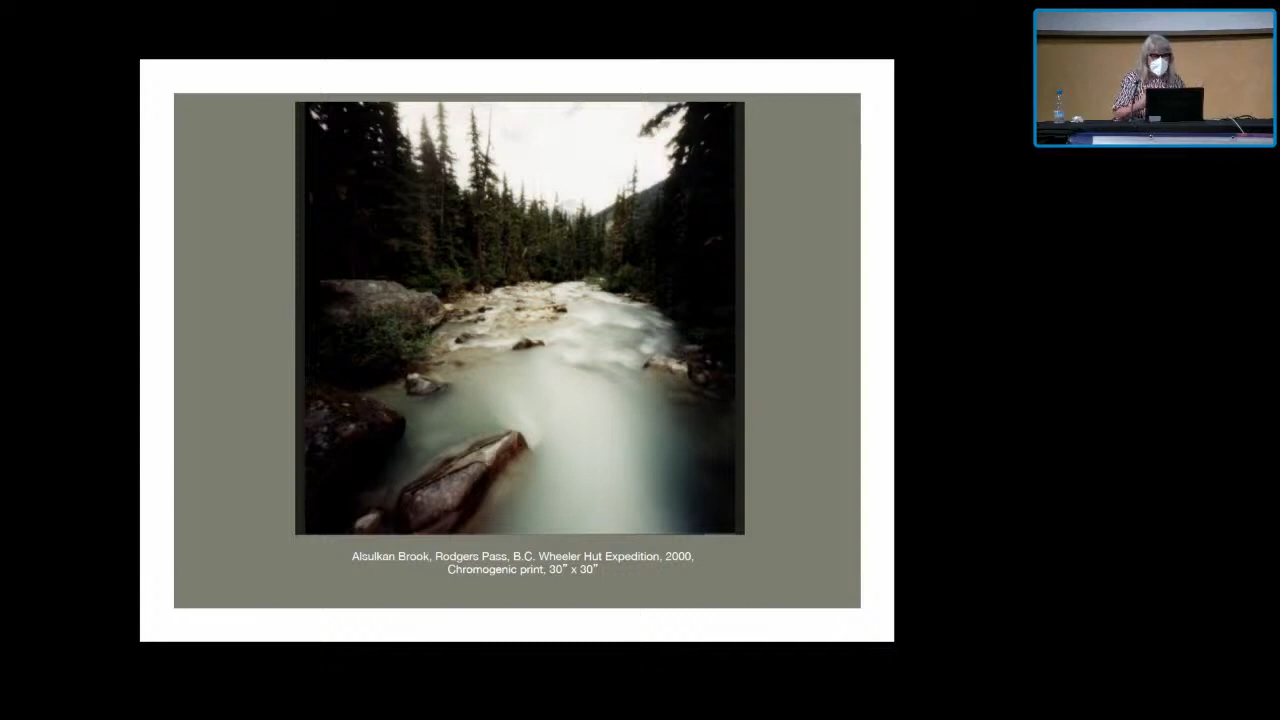 Alsulkan Brook, Rodgers Pass, B.C. Wheeler Hut Expedition, 2000,
Chromogenic print, 30” x 30”